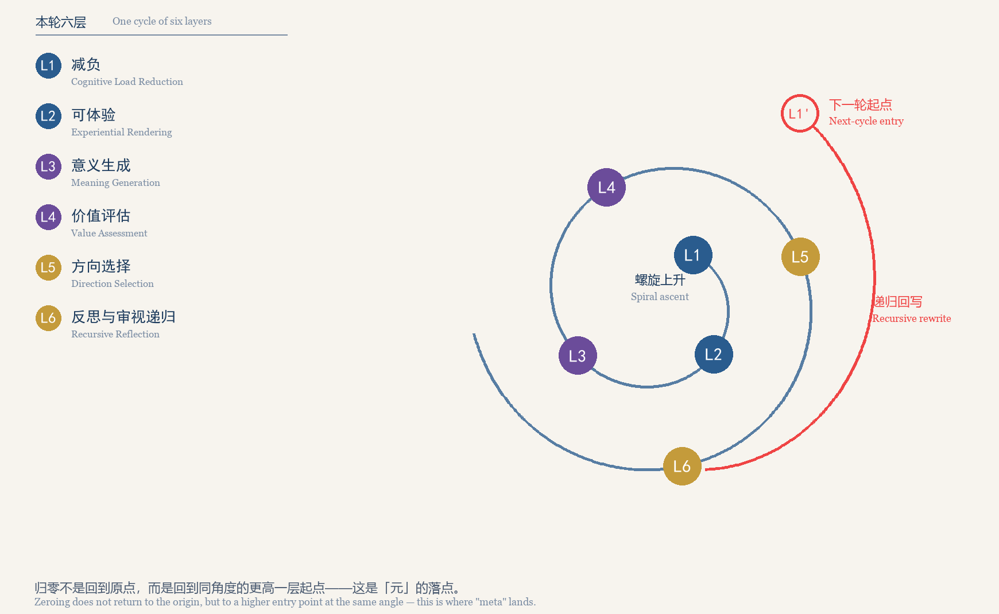 本轮六层 One cycle of six layers
L1 减负
Cognitive Load Reduction
L2 可体验
Experiential Rendering
L3 意义生成
Meaning Generation
L4 价值评估
Value Assessment
L5 方向选择
Direction Selection
L6 反思与审视递归
Recursive Reflection
L1'
下一轮起点
Next-cycle entry
L4
L1
L5
螺旋上升
Spiral ascent
递归回写
Recursive rewrite
L3
L2
L6
归零不是回到原点，而是回到同角度的更高一层起点——这是「元」的落点。
Zeroing does not return to the origin, but to a higher entry point at the same angle — this is where "meta" lands.